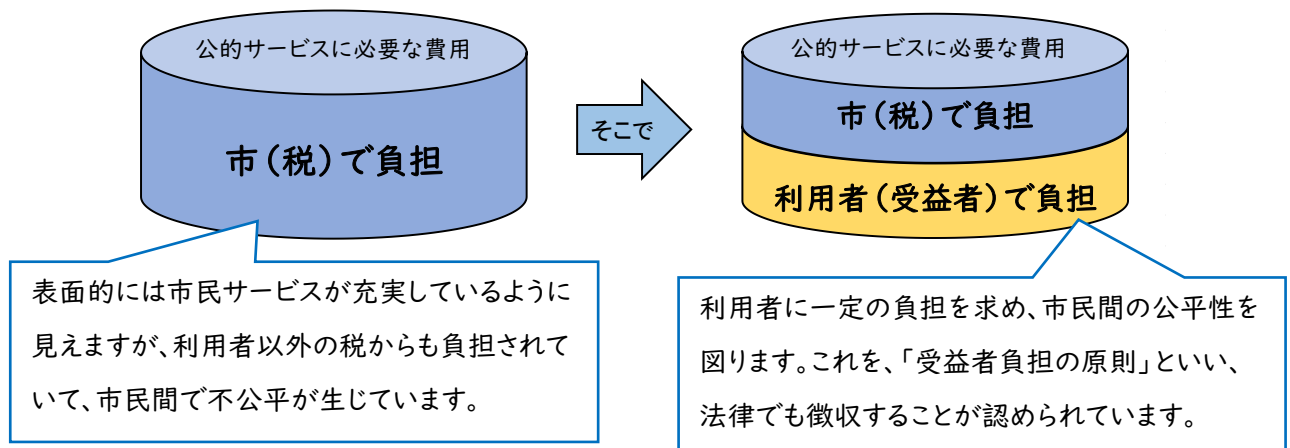 公的サービスに必要な費用
市(税)で負担
表面的には市民サービスが充実しているように
見えますが、利用者以外の税からも負担されて
いて、市民間で不公平が生じています。
そこで
公的サービスに必要な費用
市(税)で負担
利用者(受益者)で負担
利用者に一定の負担を求め、市民間の公平性を
図ります。これを、「受益者負担の原則」といい、
法律でも徴収することが認められています。